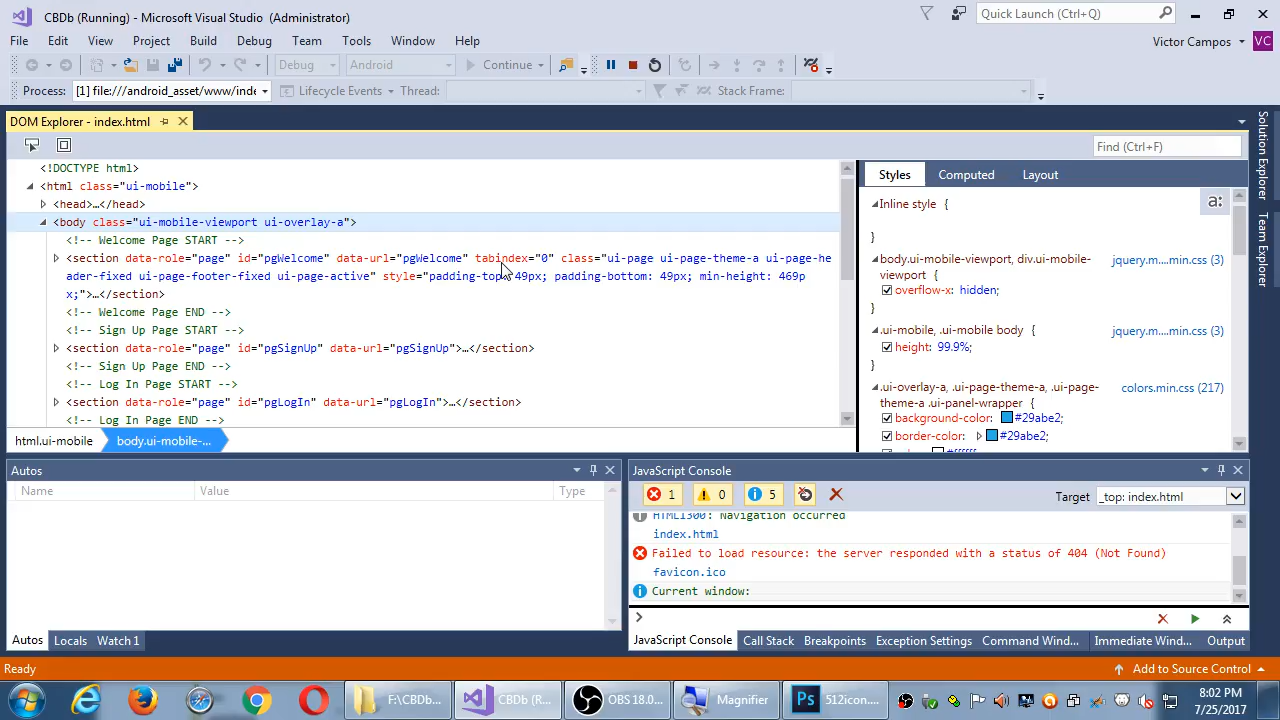 CBDb (Running) - Microsoft Visual Studio (Administrator)
Quick Launch (Ctrl+Q)
File Edit View Project Build Debug Team Tools Window Help
Victor Campos VC
Debug Android Continue
Process: [1] file:///android_asset/www/inde Lifecycle Events Thread: Stack Frame:
DOM Explorer - index.html
Solution Explorer
Team Explorer
Find (Ctrl+F)
<!DOCTYPE html>
<html class="ui-mobile">
<head>…</head>
<body class="ui-mobile-viewport ui-overlay-a">
<!-- Welcome Page START -->
<section data-role="page" id="pgWelcome" data-url="pgWelcome" tabindex="0" class="ui-page ui-page-theme-a ui-page-he
ader-fixed ui-page-footer-fixed ui-page-active" style="padding-top: 49px; padding-bottom: 49px; min-height: 469p
x;">…</section>
<!-- Welcome Page END -->
<!-- Sign Up Page START -->
<section data-role="page" id="pgSignUp" data-url="pgSignUp">…</section>
<!-- Sign Up Page END -->
<!-- Log In Page START -->
<section data-role="page" id="pgLogIn" data-url="pgLogIn">…</section>
<!-- Log In Page END -->
html.ui-mobile body.ui-mobile-...
Styles Computed Layout
Inline style {
a:
}
body.ui-mobile-viewport, div.ui-mobile- jquery.m....min.css (3)
viewport {
overflow-x: hidden;
}
.ui-mobile, .ui-mobile body jquery.m....min.css (3)
{
height: 99.9%;
}
.ui-overlay-a, .ui-page-theme-a, .ui-page- colors.min.css (217)
theme-a .ui-panel-wrapper {
background-color: #29abe2;
border-color: #29abe2;
Autos
Name Value Type
Autos Locals Watch 1
JavaScript Console
1 0 5 Target _top: index.html
HTML1300: Navigation occurred
index.html
Failed to load resource: the server responded with a status of 404 (Not Found)
favicon.ico
Current window:
JavaScript Console Call Stack Breakpoints Exception Settings Command Wind... Immediate Wind... Output
Ready Add to Source Control
F:\CBDb... CBDb (R... OBS 18.0... Magnifier Ps 512icon....
8:02 PM
7/25/2017